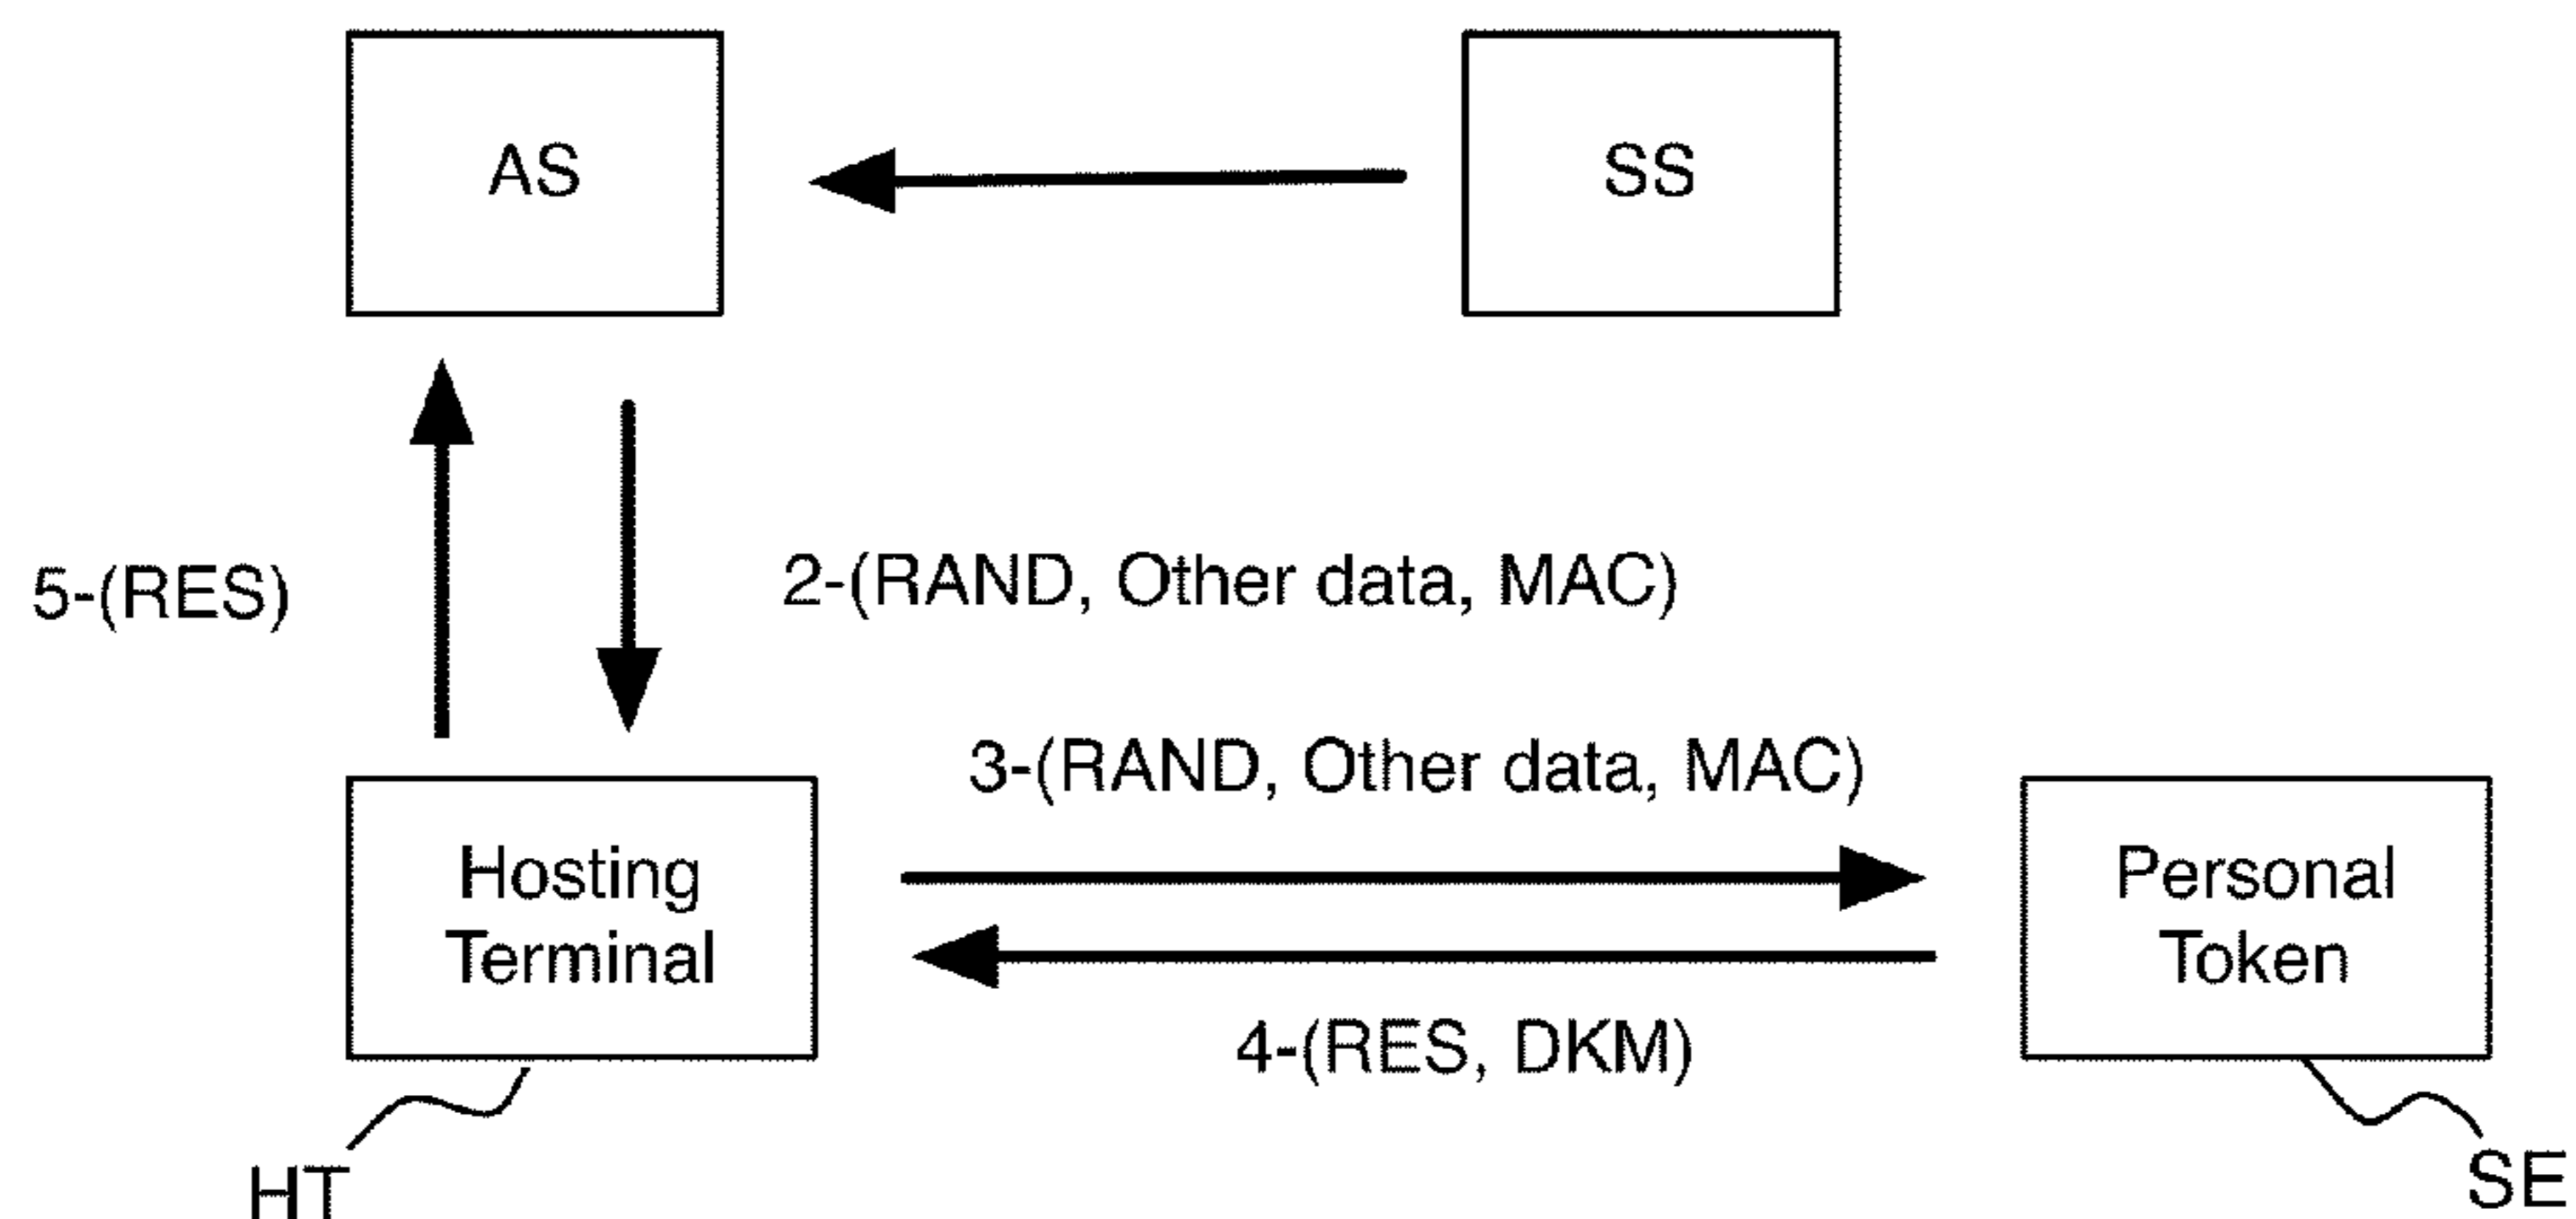 AS
SS
5-(RES)
2-(RAND, Other data, MAC)
3-(RAND, Other data, MAC)
Hosting
Terminal
Personal
Token
4-(RES, DKM)
HT
SE